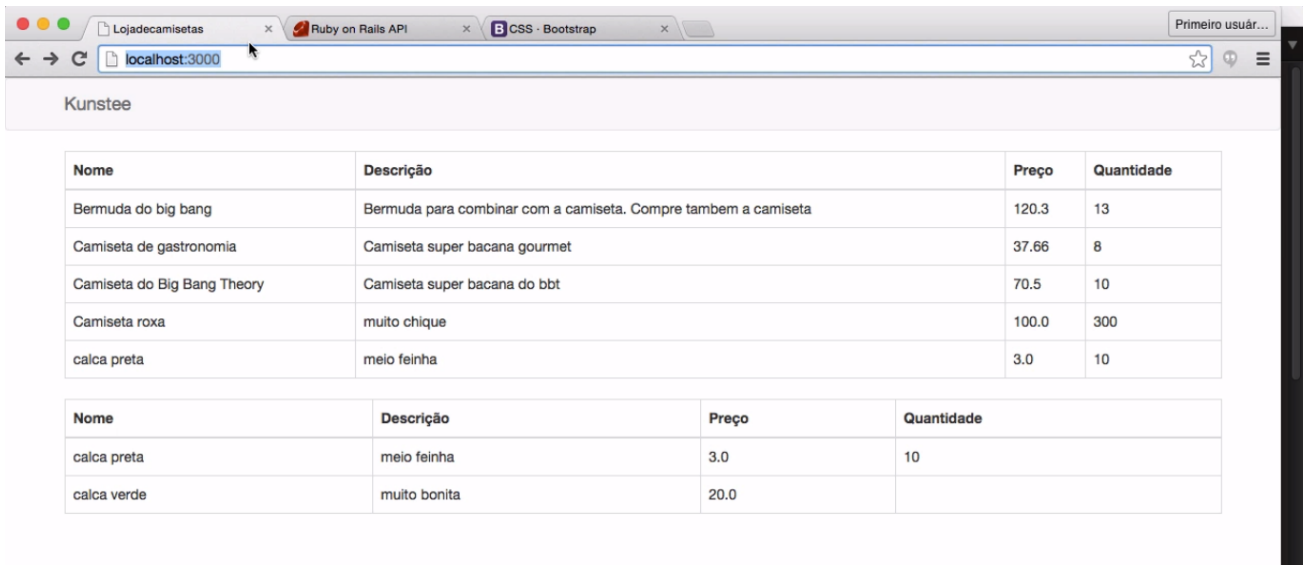 Lojadecamisetas Ruby on Rails API CSS - Bootstrap Primeiro usuár...
localhost:3000
Kunstee
Nome Descrição Preço Quantidade
Bermuda do big bang Bermuda para combinar com a camiseta. Compre tambem a camiseta 120.3 13
Camiseta de gastronomia Camiseta super bacana gourmet 37.66 8
Camiseta do Big Bang Theory Camiseta super bacana do bbt 70.5 10
Camiseta roxa muito chique 100.0 300
calca preta meio feinha 3.0 10
Nome Descrição Preço Quantidade
calca preta meio feinha 3.0 10
calca verde muito bonita 20.0